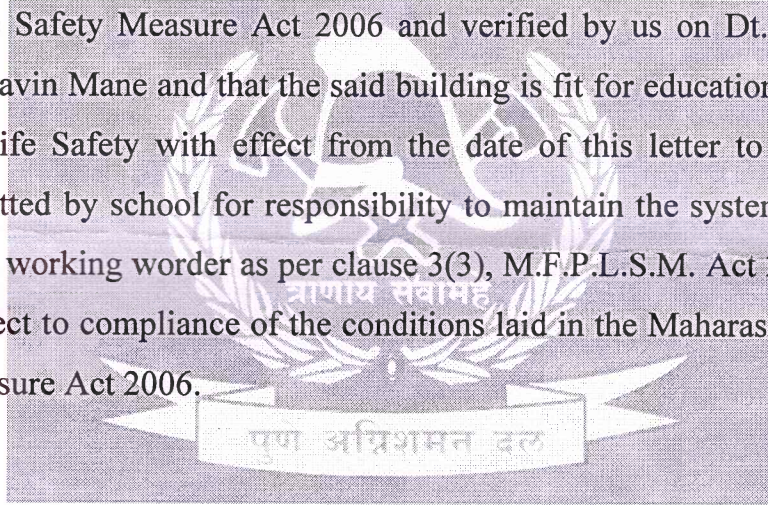 Safety Measure Act 2006 and verified by us on Dt.
avin Mane and that the said building is fit for education
ife Safety with effect from the date of this letter to
tted by school for responsibility to maintain the system
working worder as per clause 3(3), M.F.P.L.S.M. Act
त्राणाय सेवामहे
ect to compliance of the conditions laid in the Maharas
sure Act 2006.
पुणे अग्निशमन दल